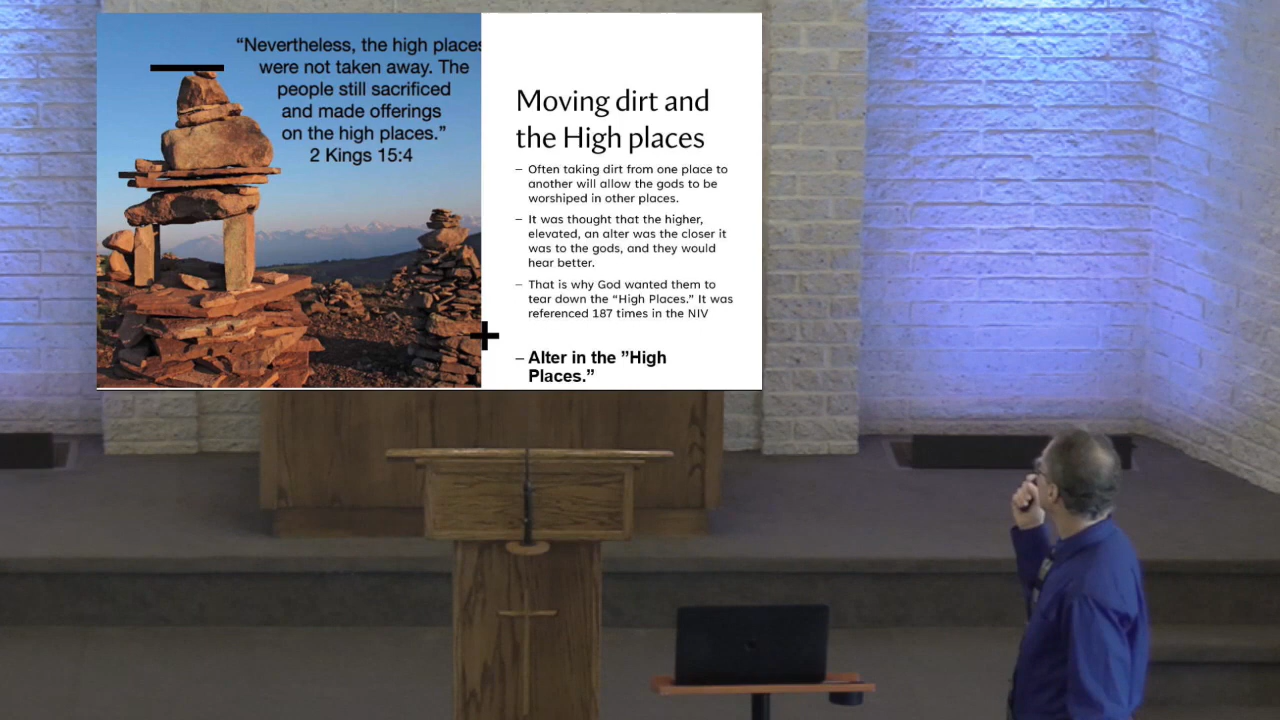 “Nevertheless, the high places
were not taken away. The
people still sacrificed
and made offerings
on the high places.”
2 Kings 15:4
Moving dirt and
the High places
– Often taking dirt from one place to
another will allow the gods to be
worshiped in other places.
– It was thought that the higher,
elevated, an alter was the closer it
was to the gods, and they would
hear better.
– That is why God wanted them to
tear down the “High Places.” It was
referenced 187 times in the NIV
– Alter in the ”High
Places.”